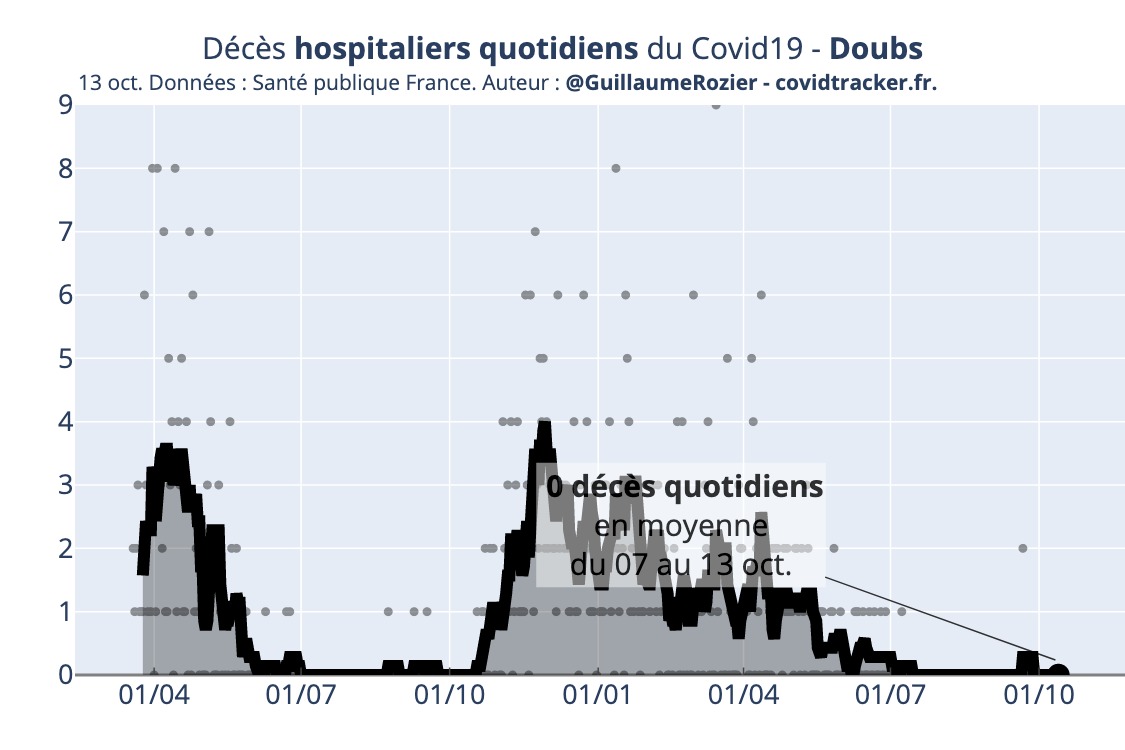 Décès hospitaliers quotidiens du Covid19 - Doubs
13 oct. Données : Santé publique France. Auteur : @GuillaumeRozier - covidtracker.fr.
9
8
7
6
5
4
3
2
1
0
0 décès quotidiens
en moyenne
du 07 au 13 oct.
01/04 01/07 01/10 01/01 01/04 01/07 01/10